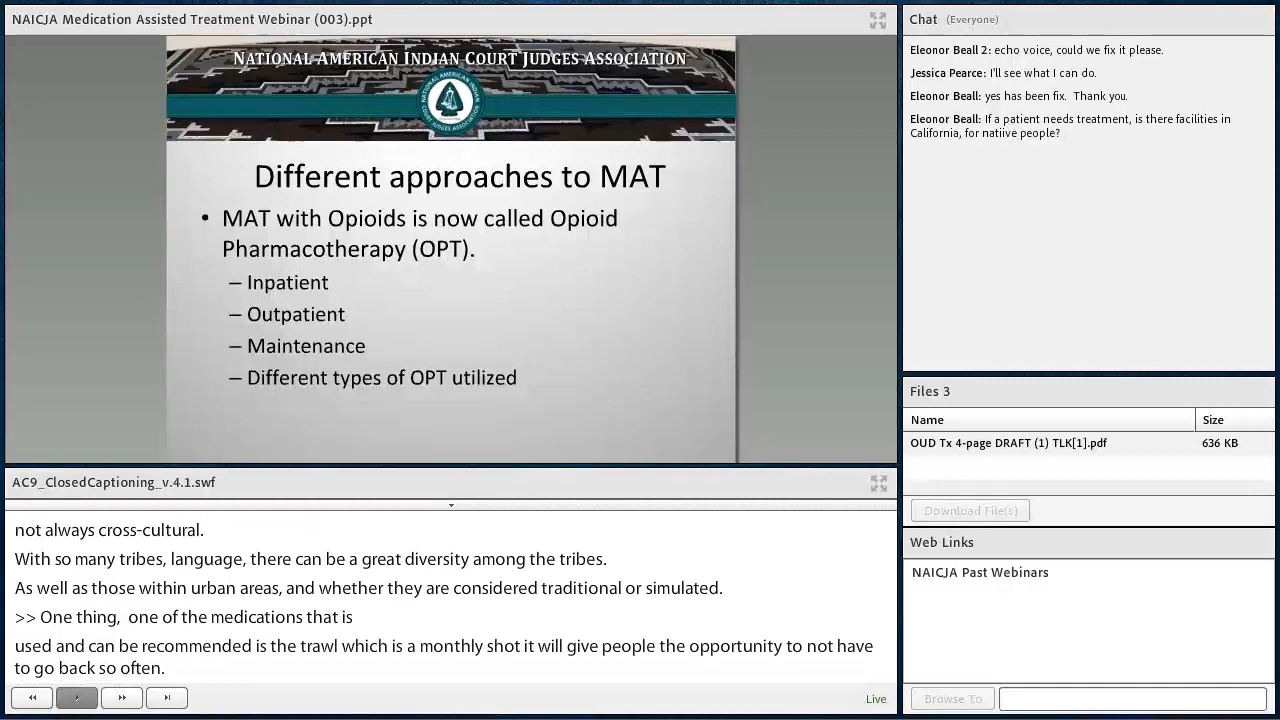 NAICJA Medication Assisted Treatment Webinar (003).ppt
NATIONAL AMERICAN INDIAN COURT JUDGES ASSOCIATION
NATIONAL AMERICAN INDIAN
COURT JUDGES ASSOCIATION
Different approaches to MAT
• MAT with Opioids is now called Opioid
Pharmacotherapy (OPT).
– Inpatient
– Outpatient
– Maintenance
– Different types of OPT utilized
AC9_ClosedCaptioning_v.4.1.swf
not always cross-cultural.
With so many tribes, language, there can be a great diversity among the tribes.
As well as those within urban areas, and whether they are considered traditional or simulated.
>> One thing,  one of the medications that is
used and can be recommended is the trawl which is a monthly shot it will give people the opportunity to not have
to go back so often.
Live
Chat (Everyone)
Eleonor Beall 2: echo voice, could we fix it please.
Jessica Pearce: I'll see what I can do.
Eleonor Beall: yes has been fix.  Thank you.
Eleonor Beall: If a patient needs treatment, is there facilities in
California, for natiive people?
Files 3
Name Size
OUD Tx 4-page DRAFT (1) TLK[1].pdf 636 KB
Download File(s)
Web Links
NAICJA Past Webinars
Browse To